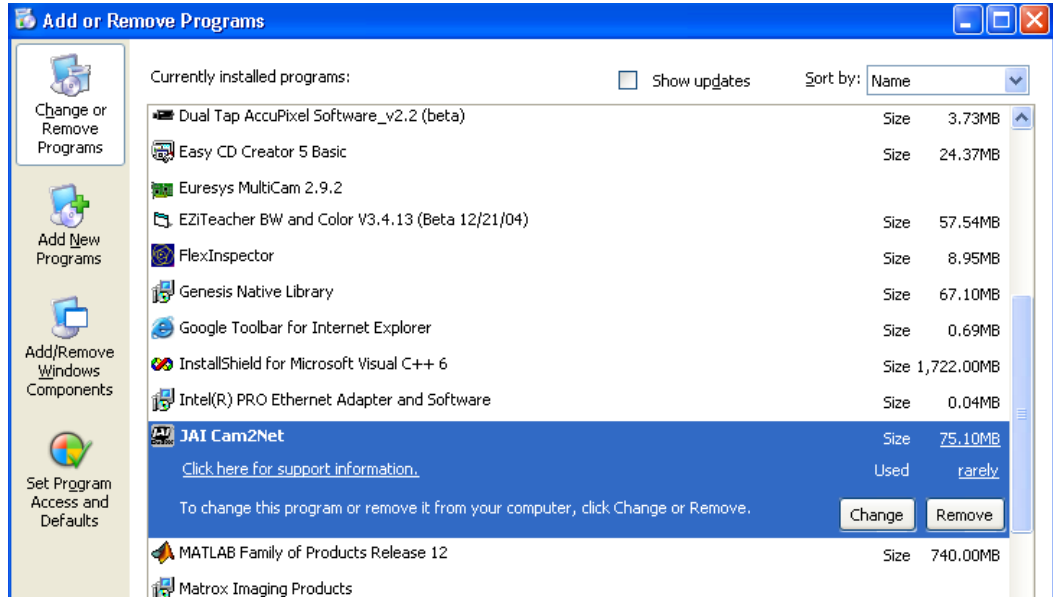 Add or Remove Programs
Change or
Remove
Programs
Add New
Programs
Add/Remove
Windows
Components
Set Program
Access and
Defaults
Currently installed programs: Show updates Sort by: Name
Dual Tap AccuPixel Software_v2.2 (beta) Size 3.73MB
Easy CD Creator 5 Basic Size 24.37MB
Euresys MultiCam 2.9.2
EZiTeacher BW and Color V3.4.13 (Beta 12/21/04) Size 57.54MB
FlexInspector Size 8.95MB
Genesis Native Library Size 67.10MB
Google Toolbar for Internet Explorer Size 0.69MB
InstallShield for Microsoft Visual C++ 6 Size 1,722.00MB
Intel(R) PRO Ethernet Adapter and Software Size 0.04MB
JAI Cam2Net Size 75.10MB
Click here for support information. Used rarely
To change this program or remove it from your computer, click Change or Remove. Change Remove
MATLAB Family of Products Release 12 Size 740.00MB
Matrox Imaging Products